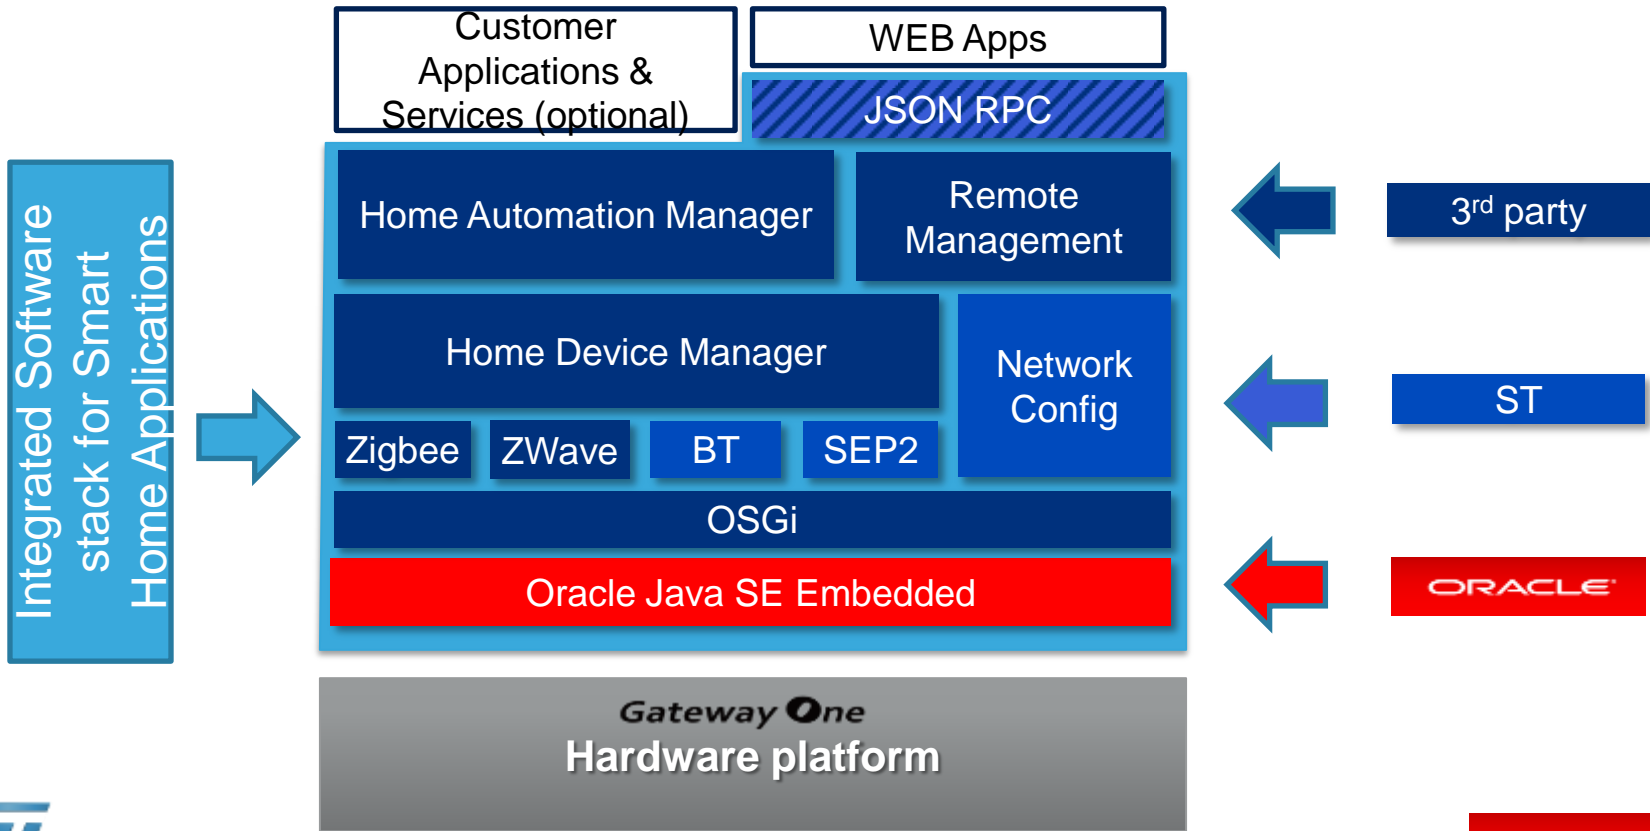 Customer
Applications &
Services (optional)
WEB Apps
JSON RPC
Integrated Software
stack for Smart
Home Applications
Home Automation Manager
Remote
Management
3rd party
Home Device Manager
Network
Config
ST
Zigbee
ZWave
BT
SEP2
OSGi
Oracle Java SE Embedded
ORACLE®
Gateway One
Hardware platform